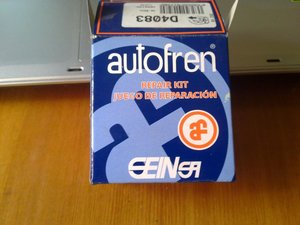 D4083
autofren
REPAIR KIT
JUEGO DE REPARACIÓN
SEINSA